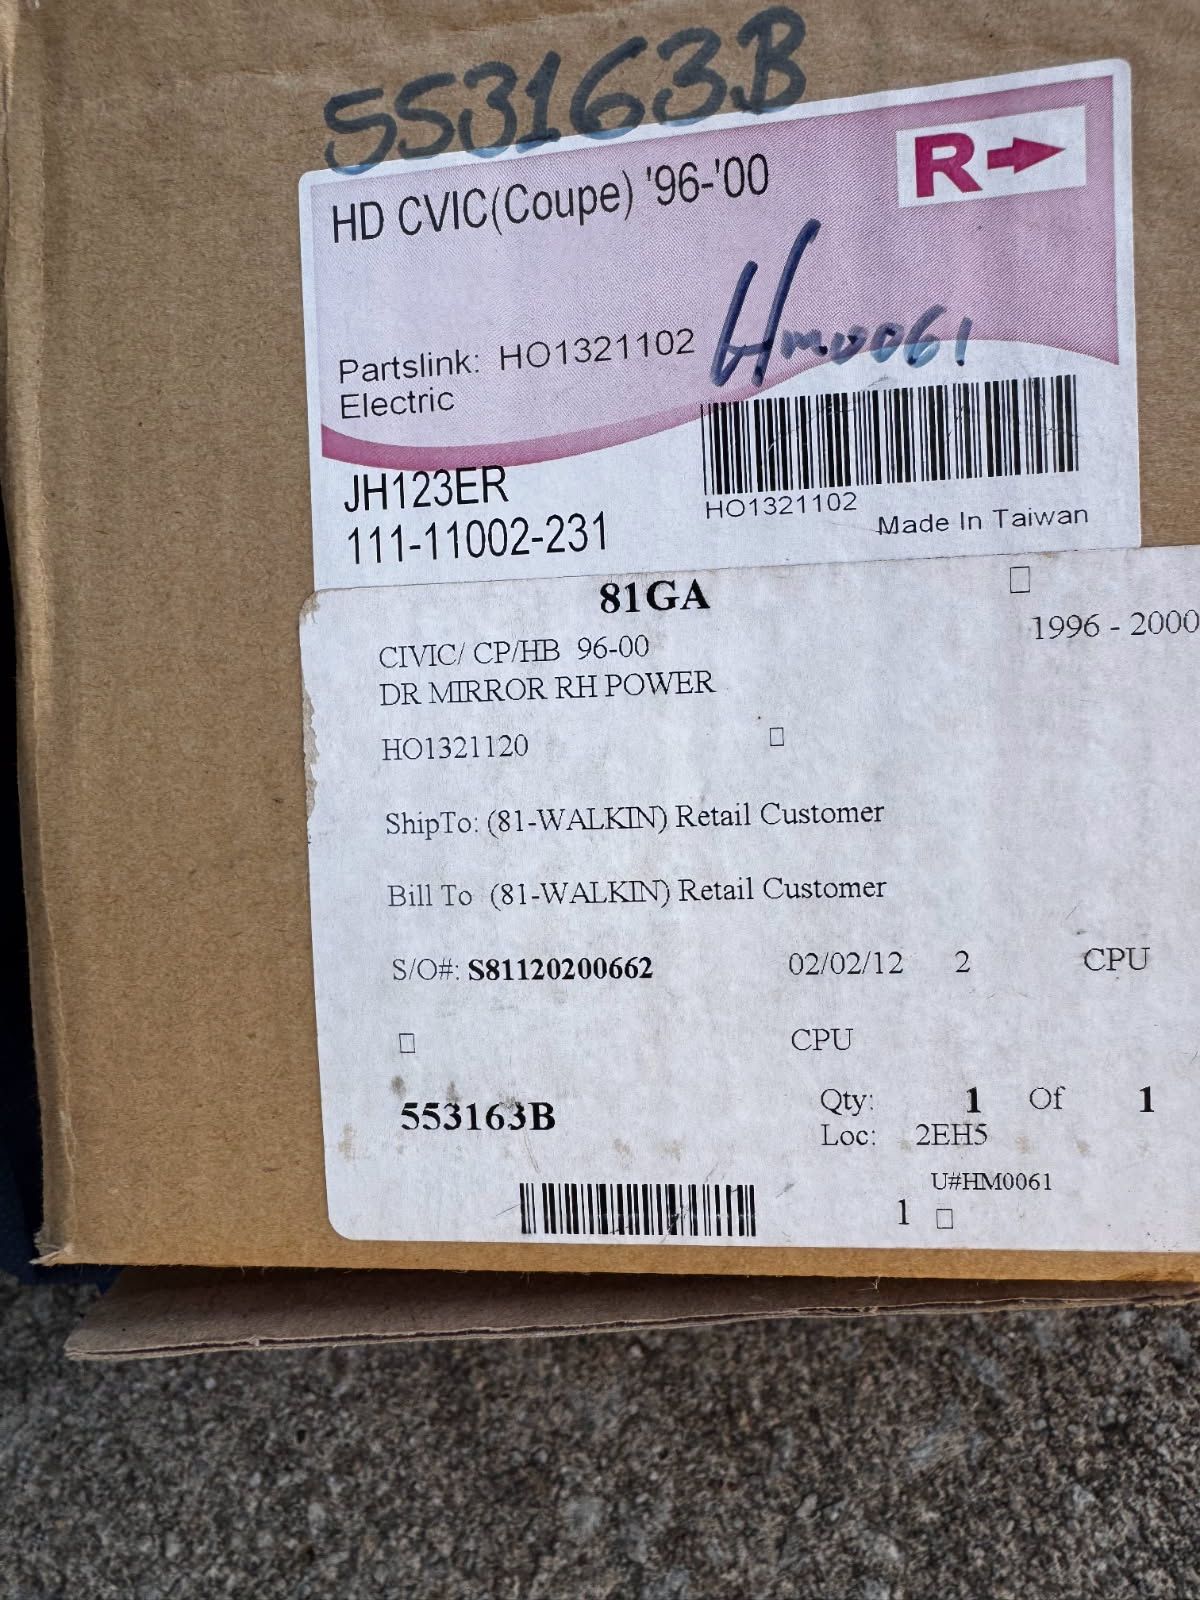 553163B
HD CVIC(Coupe) '96-'00
R
Partslink: HO1321102
Hm0061
Electric
JH123ER
111-11002-231
HO1321102
Made In Taiwan
81GA
1996 - 2000
CIVIC/ CP/HB 96-00
DR MIRROR RH POWER
HO1321120
ShipTo: (81-WALKIN) Retail Customer
Bill To (81-WALKIN) Retail Customer
S/O#: S81120200662 02/02/12 2 CPU
CPU
553163B
Qty: 1 Of 1
Loc: 2EH5
U#HM0061
1